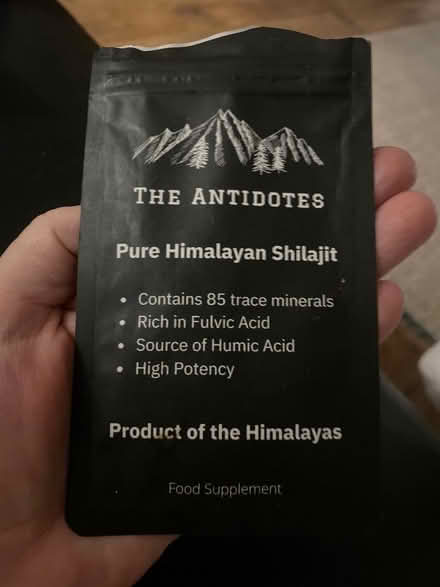 THE ANTIDOTES
Pure Himalayan Shilajit
• Contains 85 trace minerals
• Rich in Fulvic Acid
• Source of Humic Acid
• High Potency
Product of the Himalayas
Food Supplement